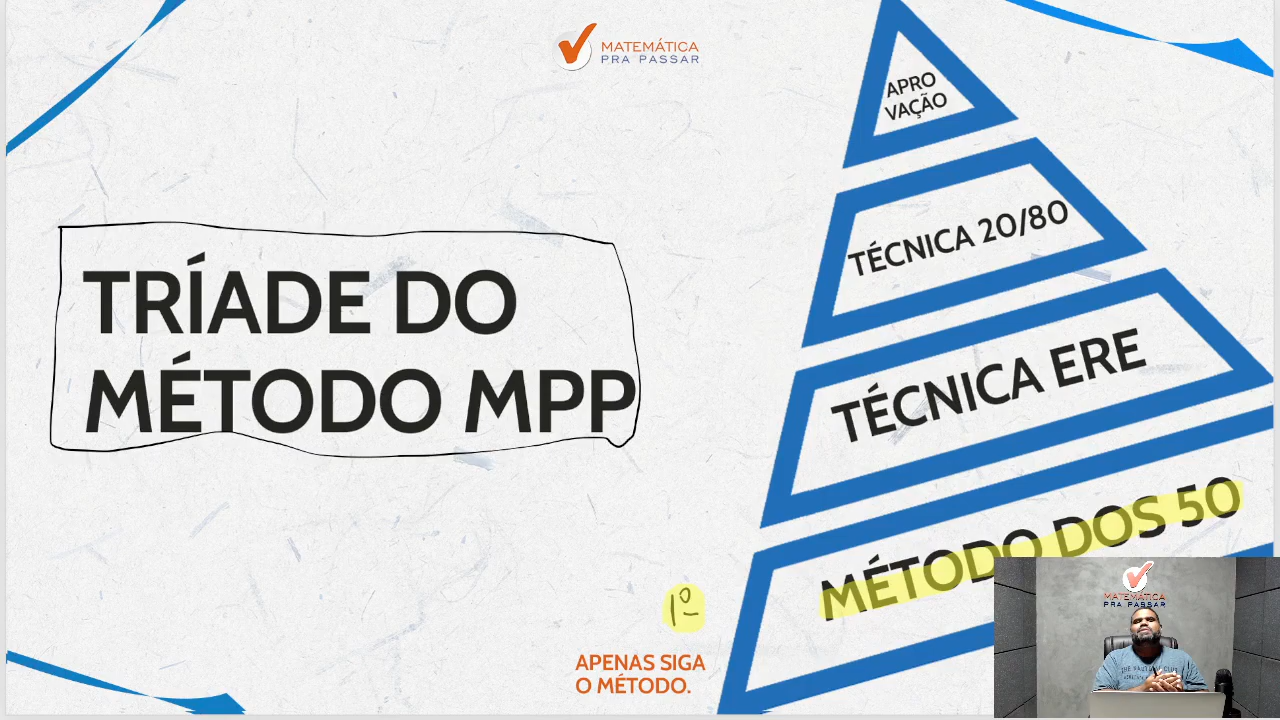 MATEMÁTICA
PRA PASSAR
APRO
VAÇÃO
TÉCNICA 20/80
TRÍADE DO
MÉTODO MPP
TÉCNICA ERE
MÉTODO DOS 50
1º
APENAS SIGA
O MÉTODO.
MATEMÁTICA
PRA PASSAR